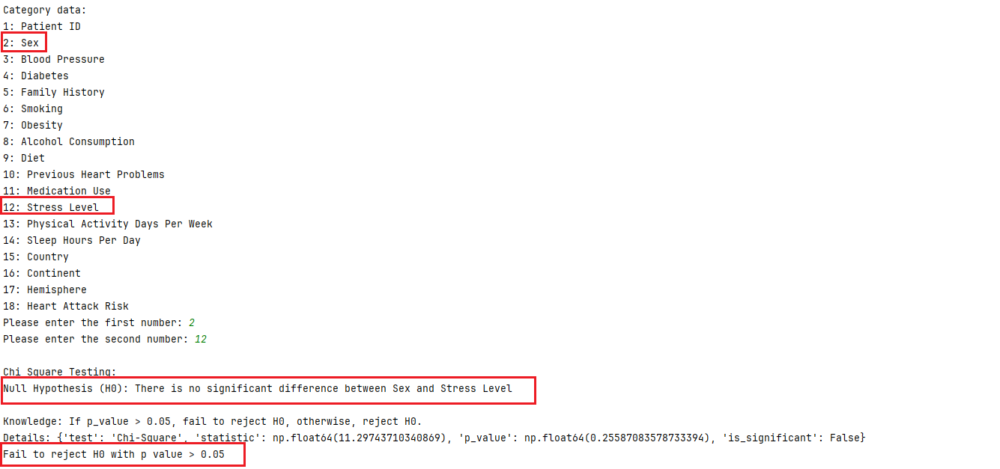 Category data:
1: Patient ID
2: Sex
3: Blood Pressure
4: Diabetes
5: Family History
6: Smoking
7: Obesity
8: Alcohol Consumption
9: Diet
10: Previous Heart Problems
11: Medication Use
12: Stress Level
13: Physical Activity Days Per Week
14: Sleep Hours Per Day
15: Country
16: Continent
17: Hemisphere
18: Heart Attack Risk
Please enter the first number: 2
Please enter the second number: 12
Chi Square Testing:
Null Hypothesis (H0): There is no significant difference between Sex and Stress Level
Knowledge: If p_value > 0.05, fail to reject H0, otherwise, reject H0.
Details: {'test': 'Chi-Square', 'statistic': np.float64(11.29743710340869), 'p_value': np.float64(0.25587083578733394), 'is_significant': False}
Fail to reject H0 with p value > 0.05